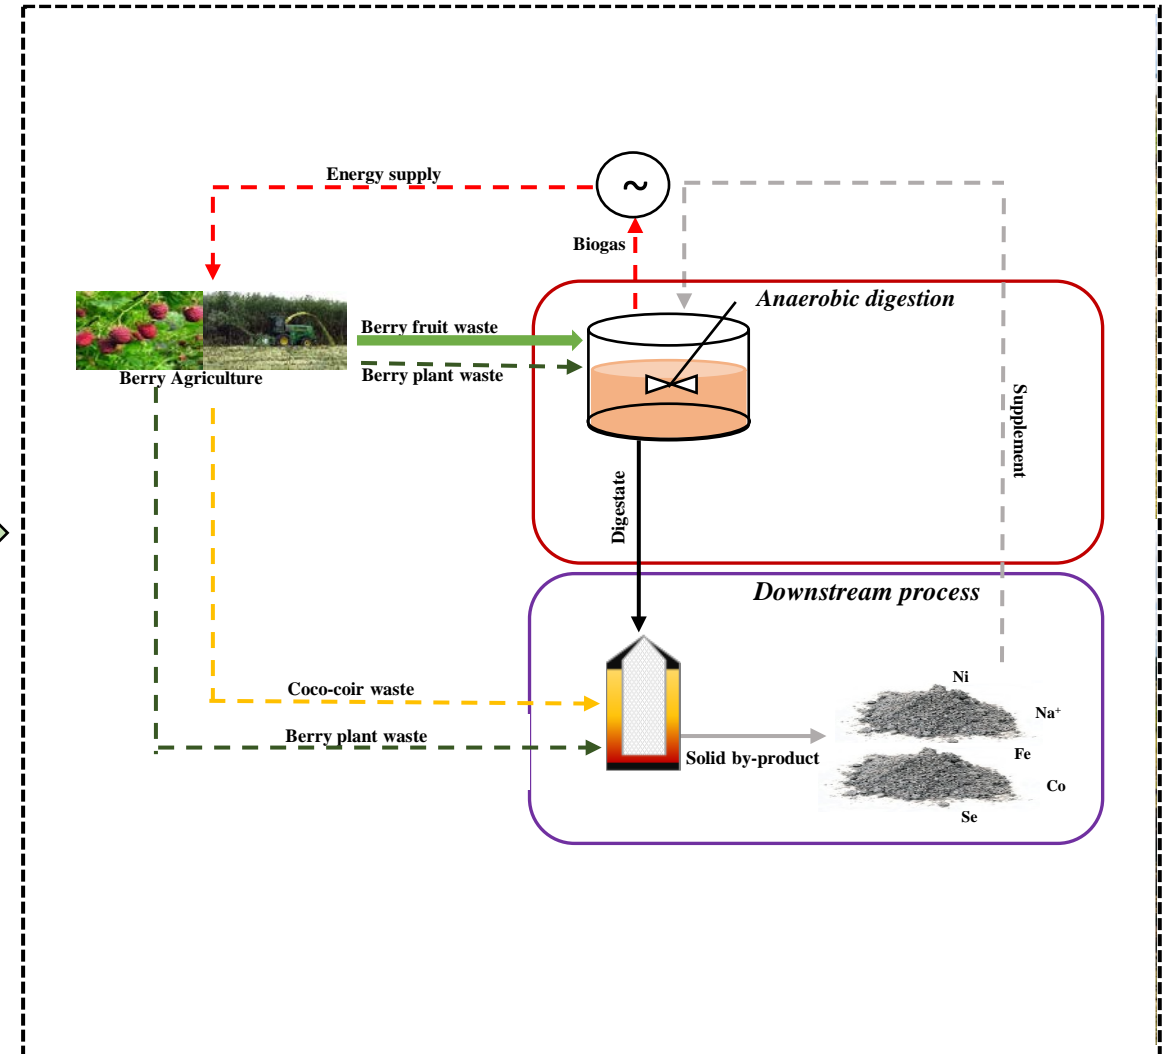 Energy supply
~
Biogas
Anaerobic digestion
Berry fruit waste
Berry plant waste
Berry Agriculture
Supplement
Digestate
Downstream process
Coco-coir waste
Berry plant waste
Solid by-product
Ni
Na⁺
Fe
Co
Se